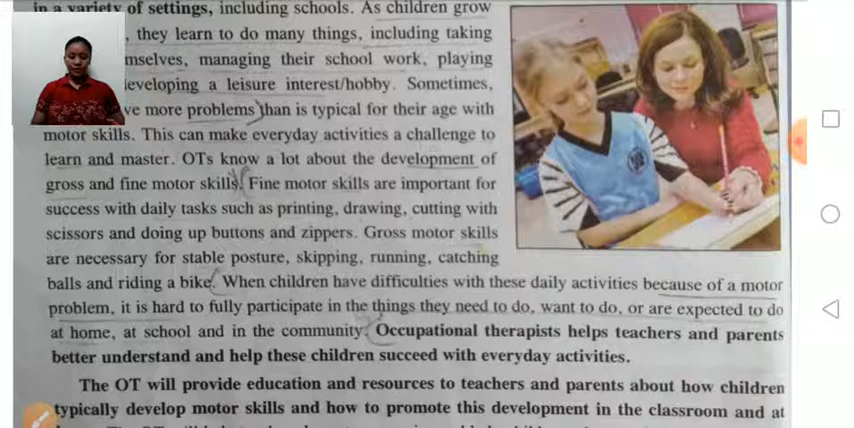 in a variety of settings, including schools. As children grow
, they learn to do many things, including taking
mselves, managing their school work, playing
eveloping a leisure interest/hobby. Sometimes,
ve more problems than is typical for their age with
motor skills. This can make everyday activities a challenge to
learn and master. OTs know a lot about the development of
gross and fine motor skills. Fine motor skills are important for
success with daily tasks such as printing, drawing, cutting with
scissors and doing up buttons and zippers. Gross motor skills
are necessary for stable posture, skipping, running, catching
balls and riding a bike. When children have difficulties with these daily activities because of a motor
problem, it is hard to fully participate in the things they need to do, want to do, or are expected to do
at home, at school and in the community. Occupational therapists helps teachers and parents
better understand and help these children succeed with everyday activities.
The OT will provide education and resources to teachers and parents about how children
typically develop motor skills and how to promote this development in the classroom and at